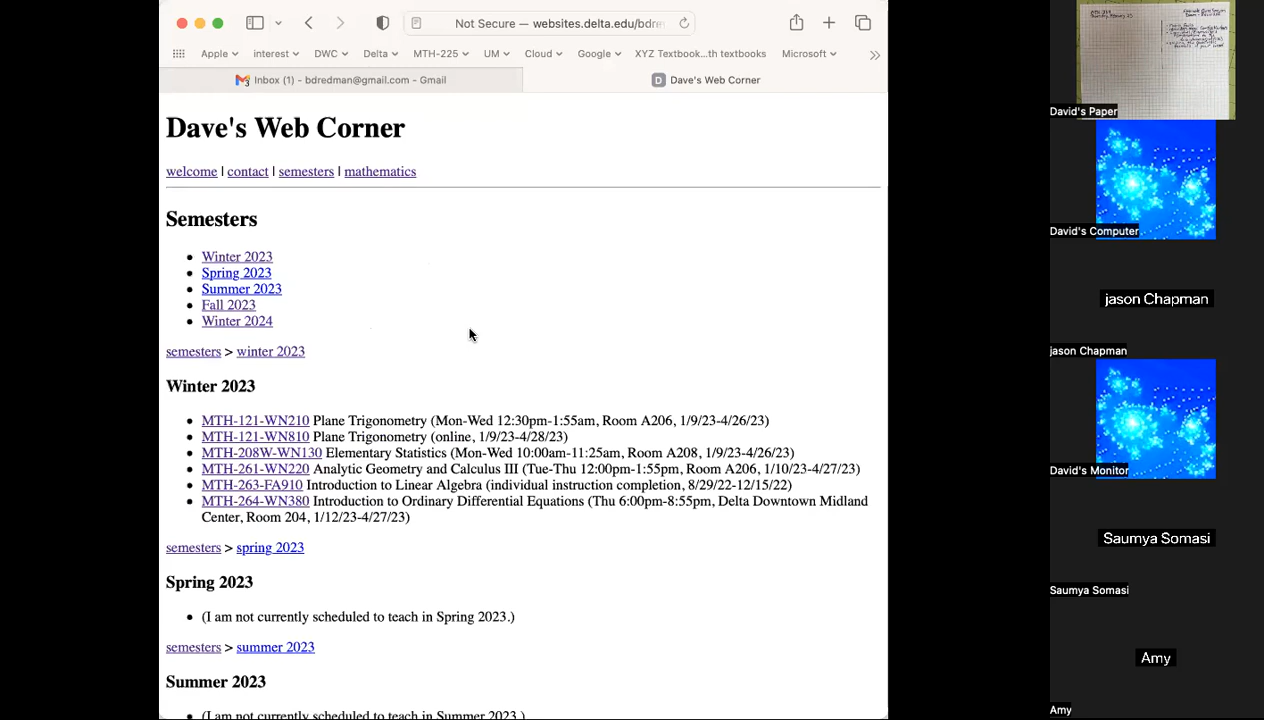 Not Secure — websites.delta.edu/bdre
Apple
interest
DWC
Delta
MTH-225
UM
Cloud
Google
XYZ Textbook...th textbooks
Microsoft
Inbox (1) - bdredman@gmail.com - Gmail
D Dave's Web Corner
Dave's Web Corner
welcome | contact | semesters | mathematics
Semesters
• Winter 2023
• Spring 2023
• Summer 2023
• Fall 2023
• Winter 2024
semesters > winter 2023
Winter 2023
• MTH-121-WN210 Plane Trigonometry (Mon-Wed 12:30pm-1:55am, Room A206, 1/9/23-4/26/23)
• MTH-121-WN810 Plane Trigonometry (online, 1/9/23-4/28/23)
• MTH-208W-WN130 Elementary Statistics (Mon-Wed 10:00am-11:25am, Room A208, 1/9/23-4/26/23)
• MTH-261-WN220 Analytic Geometry and Calculus III (Tue-Thu 12:00pm-1:55pm, Room A206, 1/10/23-4/27/23)
• MTH-263-FA910 Introduction to Linear Algebra (individual instruction completion, 8/29/22-12/15/22)
• MTH-264-WN380 Introduction to Ordinary Differential Equations (Thu 6:00pm-8:55pm, Delta Downtown Midland
Center, Room 204, 1/12/23-4/27/23)
semesters > spring 2023
Spring 2023
• (I am not currently scheduled to teach in Spring 2023.)
semesters > summer 2023
Summer 2023
• (I am not currently scheduled to teach in Summer 2023.)
David's Paper
David's Computer
jason Chapman
jason Chapman
David's Monitor
Saumya Somasi
Saumya Somasi
Amy
Amy